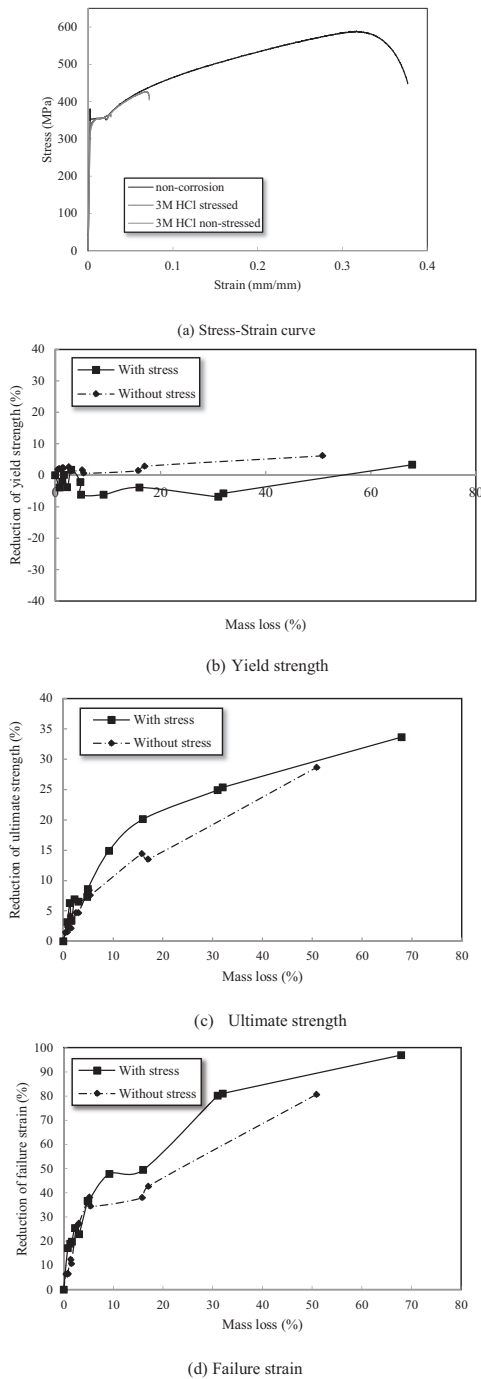 600
500
400
300
200
100
0
Stress (MPa)
non-corrosion
3M HCl stressed
3M HCl non-stressed
0 0.1 0.2 0.3 0.4
Strain (mm/mm)
(a) Stress-Strain curve
40
30
20
10
0
-10
-20
-30
-40
Reduction of yield strength (%)
With stress
Without stress
0 20 40 60 80
Mass loss (%)
(b) Yield strength
40
35
30
25
20
15
10
5
0
Reduction of ultimate strength (%)
With stress
Without stress
0 10 20 30 40 50 60 70 80
Mass loss (%)
(c) Ultimate strength
100
90
80
70
60
50
40
30
20
10
0
Reduction of failure strain (%)
With stress
Without stress
0 10 20 30 40 50 60 70 80
Mass loss (%)
(d) Failure strain